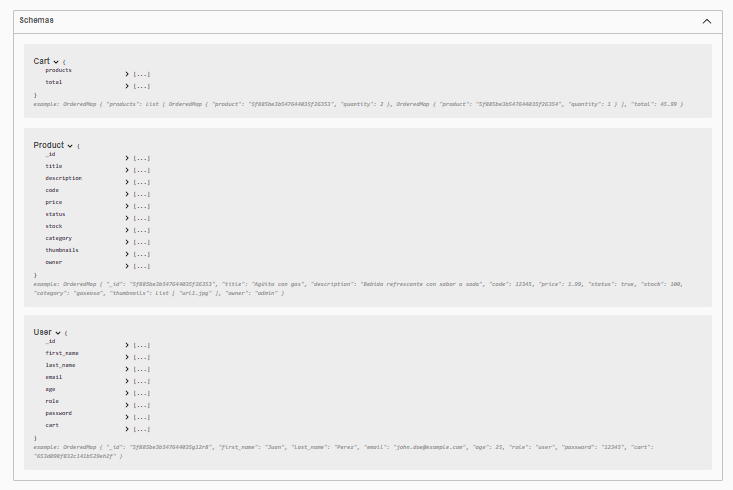 Schemas
Cart {
products [...]
total [...]
}
example: OrderedMap { "products": List [ OrderedMap { "product": "5f885be3b547644035f26353", "quantity": 2 }, OrderedMap { "product": "5f885be3b547644035f26354", "quantity": 1 } ], "total": 45.99 }
Product {
_id [...]
title [...]
description [...]
code [...]
price [...]
status [...]
stock [...]
category [...]
thumbnails [...]
owner [...]
}
example: OrderedMap { "_id": "5f885be3b547644035f26353", "title": "Agüita con gas", "description": "Bebida refrescante con sabor a soda", "code": 12345, "price": 1.99, "status": true, "stock": 100,
"category": "gaseosa", "thumbnails": List [ "url1.jpg" ], "owner": "admin" }
User {
_id [...]
first_name [...]
last_name [...]
email [...]
age [...]
role [...]
password [...]
cart [...]
}
example: OrderedMap { "_id": "5f885be3b547644035g12r8", "first_name": "Juan", "last_name": "Perez", "email": "john.doe@example.com", "age": 25, "role": "user", "password": "12345", "cart":
}